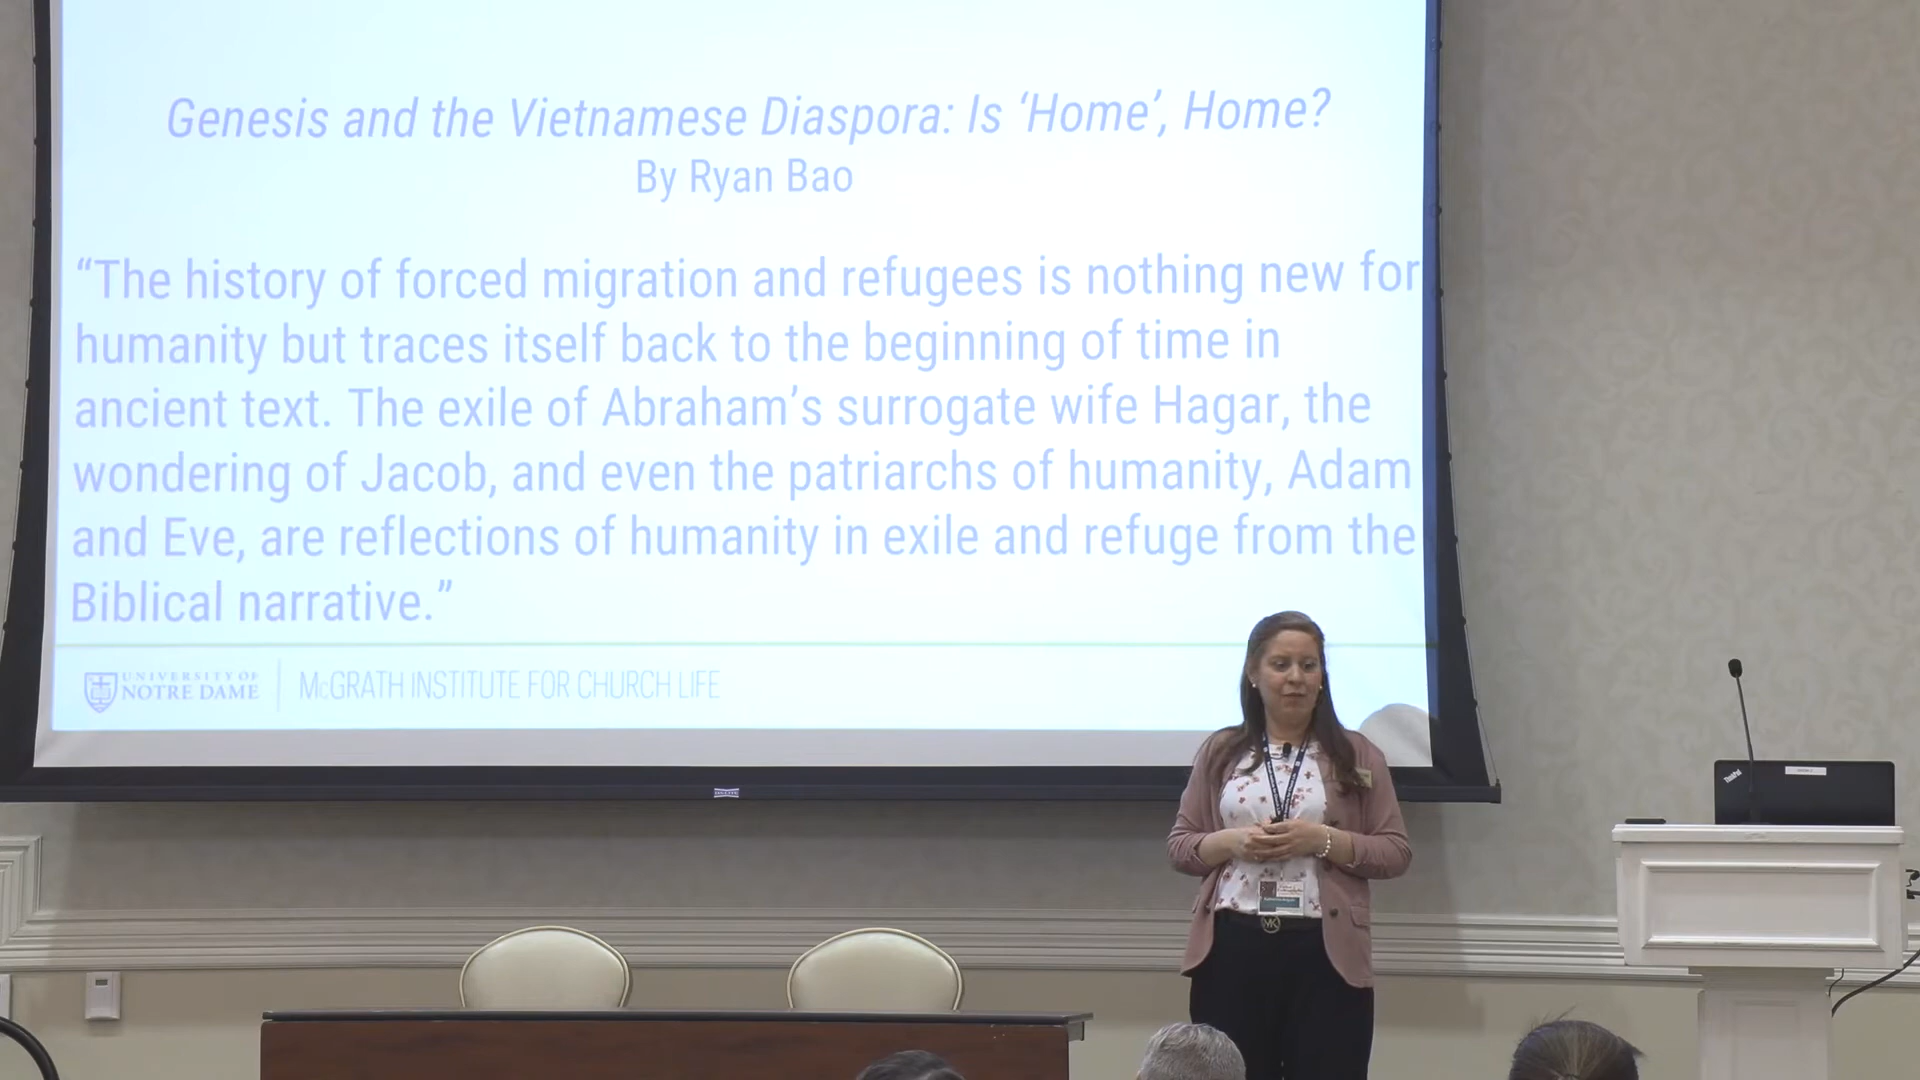 Genesis and the Vietnamese Diaspora: Is ‘Home’, Home?
By Ryan Bao
“The history of forced migration and refugees is nothing new for
humanity but traces itself back to the beginning of time in
ancient text. The exile of Abraham’s surrogate wife Hagar, the
wondering of Jacob, and even the patriarchs of humanity, Adam
and Eve, are reflections of humanity in exile and refuge from the
Biblical narrative.”
UNIVERSITY OF
NOTRE DAME
McGRATH INSTITUTE FOR CHURCH LIFE
ThinkPad
MK